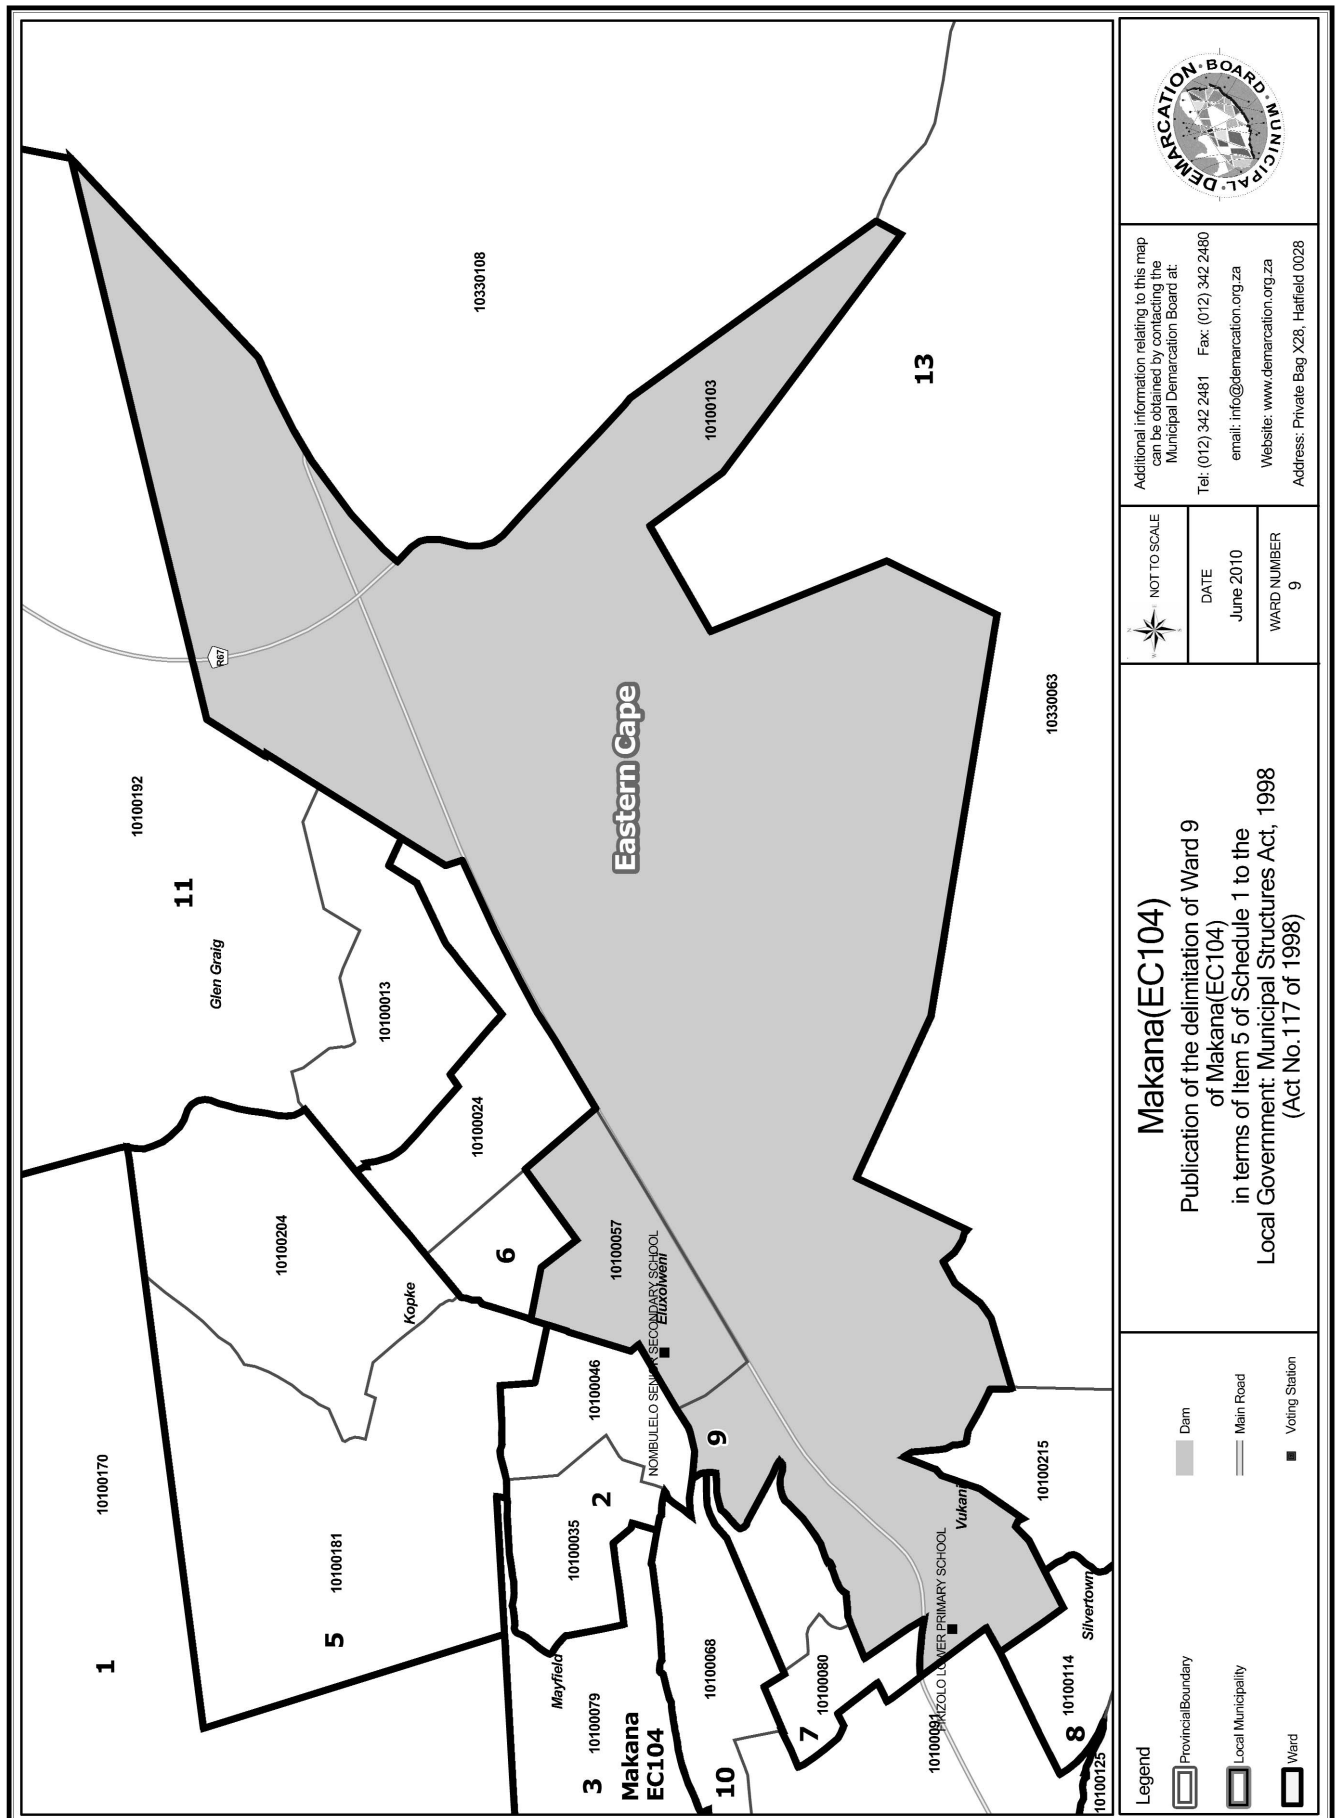 10100170
1
10100181
5
10100204
Kopke
10100192
11
Glen Graig
10100013
R67
10330108
10100024
6
10100057
NOMBULELO SENIOR SECONDARY SCHOOL
Eluxolweni
10100046
2
10100035
Mayfield
3
10100079
Makana
EC104
10100068
10
9
10100080
7
10100091
Vukani
10100215
Silvertown
10100114
8
10100125
Eastern Cape
10100103
13
10330063
Legend
ProvincialBoundary
Local Municipality
Ward
Dam
Main Road
Voting Station
Makana(EC104)
Publication of the delimitation of Ward 9
of Makana(EC104)
in terms of Item 5 of Schedule 1 to the
Local Government: Municipal Structures Act, 1998
(Act No.117 of 1998)
NOT TO SCALE
DATE
June 2010
WARD NUMBER
9
Additional information relating to this map
can be obtained by contacting the
Municipal Demarcation Board at:
Tel: (012) 342 2481 Fax: (012) 342 2480
email: info@demarcation.org.za
Website: www.demarcation.org.za
Address: Private Bag X28, Hatfield 0028
MUNICIPAL DEMARCATION BOARD
LOWER PRIMARY SCHOOL